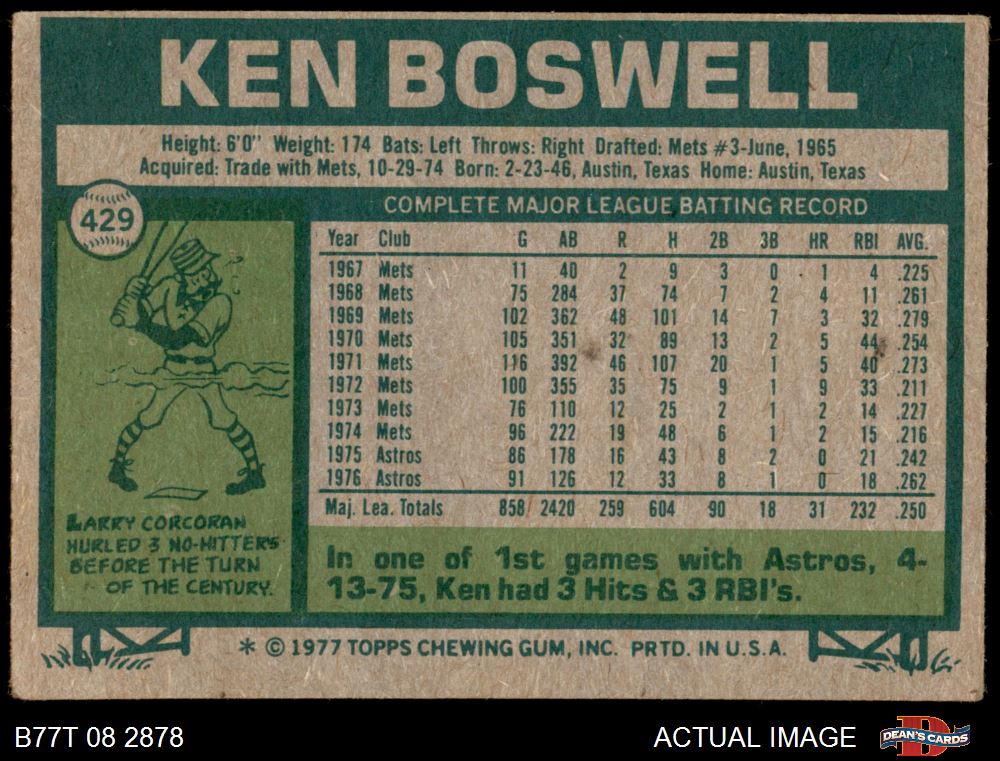 KEN BOSWELL
Height: 6'0" Weight: 174 Bats: Left Throws: Right Drafted: Mets #3-June, 1965
Acquired: Trade with Mets, 10-29-74 Born: 2-23-46, Austin, Texas Home: Austin, Texas
429
COMPLETE MAJOR LEAGUE BATTING RECORD
Year Club G AB R H 2B 3B HR RBI AVG.
1967 Mets 11 40 2 9 3 0 1 4 .225
1968 Mets 75 284 37 74 7 2 4 11 .261
1969 Mets 102 362 48 101 14 7 3 32 .279
1970 Mets 105 351 32 89 13 2 5 44 .254
1971 Mets 116 392 46 107 20 1 5 40 .273
1972 Mets 100 355 35 75 9 1 9 33 .211
1973 Mets 76 110 12 25 2 1 2 14 .227
1974 Mets 96 222 19 48 6 1 2 15 .216
1975 Astros 86 178 16 43 8 2 0 21 .242
1976 Astros 91 126 12 33 8 1 0 18 .262
Maj. Lea. Totals 858 2420 259 604 90 18 31 232 .250
LARRY CORCORAN
HURLED 3 NO-HITTERS
BEFORE THE TURN
OF THE CENTURY.
In one of 1st games with Astros, 4-
13-75, Ken had 3 Hits & 3 RBI's.
* © 1977 TOPPS CHEWING GUM, INC. PRTD. IN U.S.A.
B77T 08 2878
ACTUAL IMAGE
D
DEAN'S CARDS